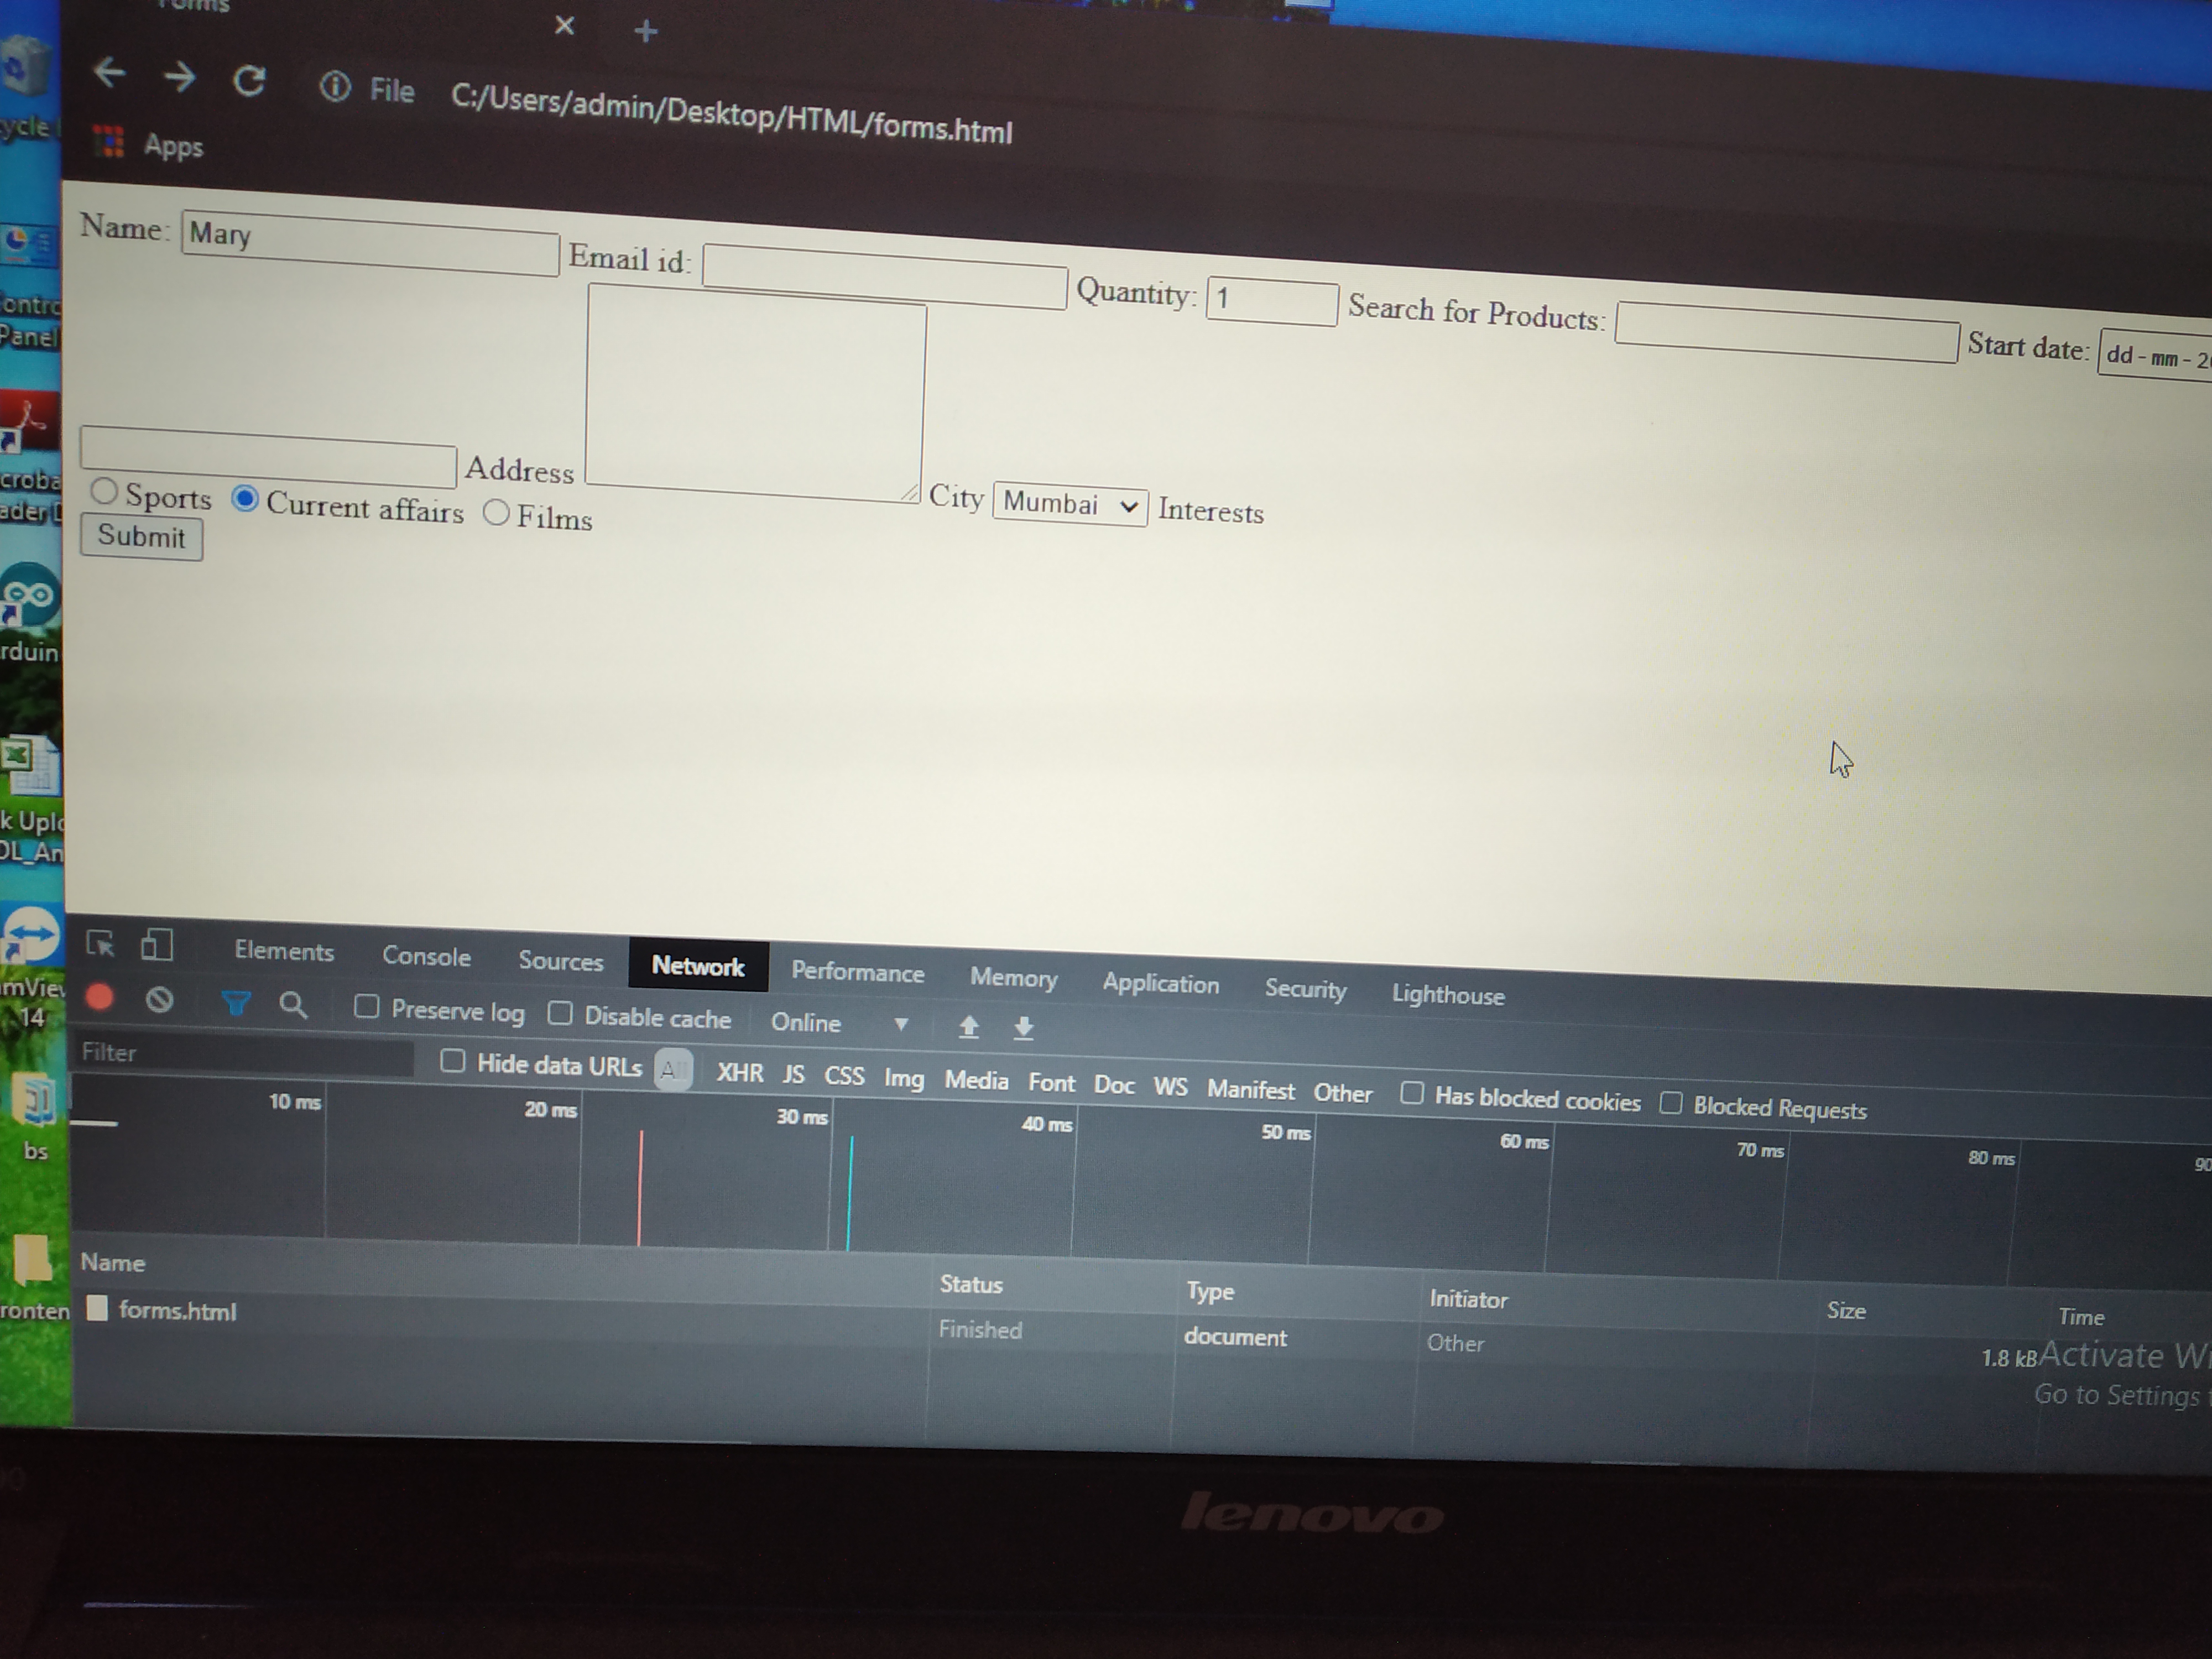 Forms
File C:/Users/admin/Desktop/HTML/forms.html
Apps
Name: Mary Email id: Quantity: 1 Search for Products: Start date: dd - mm - 2
Address City Mumbai Interests
Sports Current affairs Films
Submit
ycle
ontro
Panel
croba
ader D
rduin
k Uplo
OL_An
mView
14
bs
ronten
Elements Console Sources Network Performance Memory Application Security Lighthouse
Preserve log Disable cache Online
Filter Hide data URLs All XHR JS CSS Img Media Font Doc WS Manifest Other Has blocked cookies Blocked Requests
10 ms 20 ms 30 ms 40 ms 50 ms 60 ms 70 ms 80 ms 90
Name Status Type Initiator Size Time
forms.html Finished document Other 1.8 kB
Activate Wi
Go to Settings t
lenovo